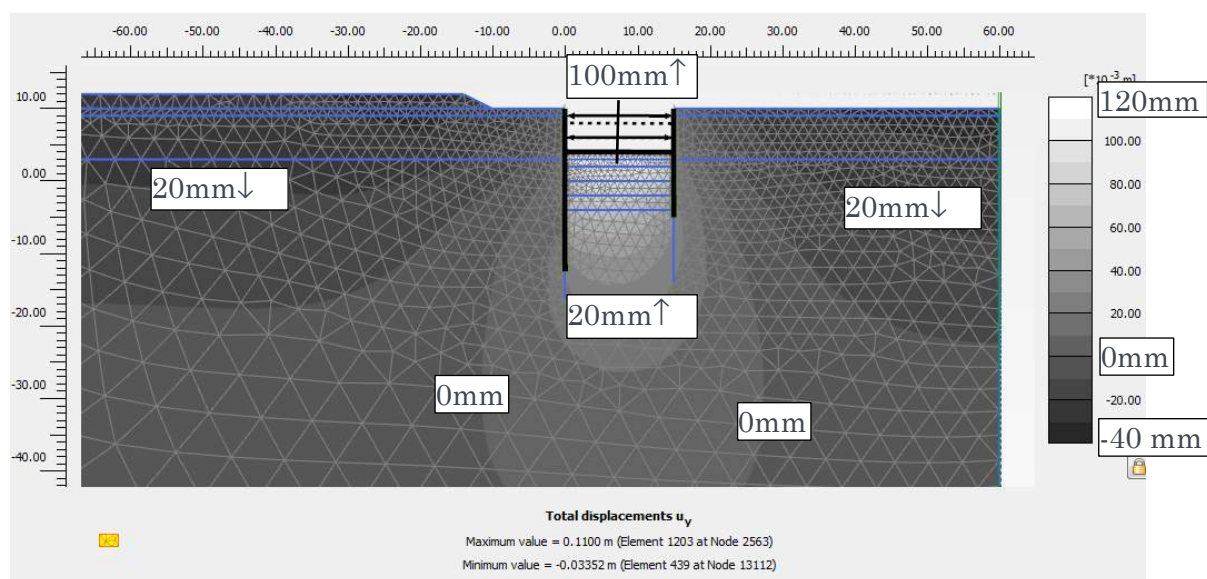 -60.00 -50.00 -40.00 -30.00 -20.00 -10.00 0.00 10.00 20.00 30.00 40.00 50.00 60.00
100mm↑
[*10⁻³ m]
120mm
10.00
100.00
0.00
80.00
20mm↓
20mm↓
60.00
-10.00
40.00
-20.00
20mm↑
20.00
0mm
-30.00
0mm
0mm
-20.00
-40.00
-40 mm
Total displacements uᵧ
Maximum value = 0.1100 m (Element 1203 at Node 2563)
Minimum value = -0.03352 m (Element 439 at Node 13112)